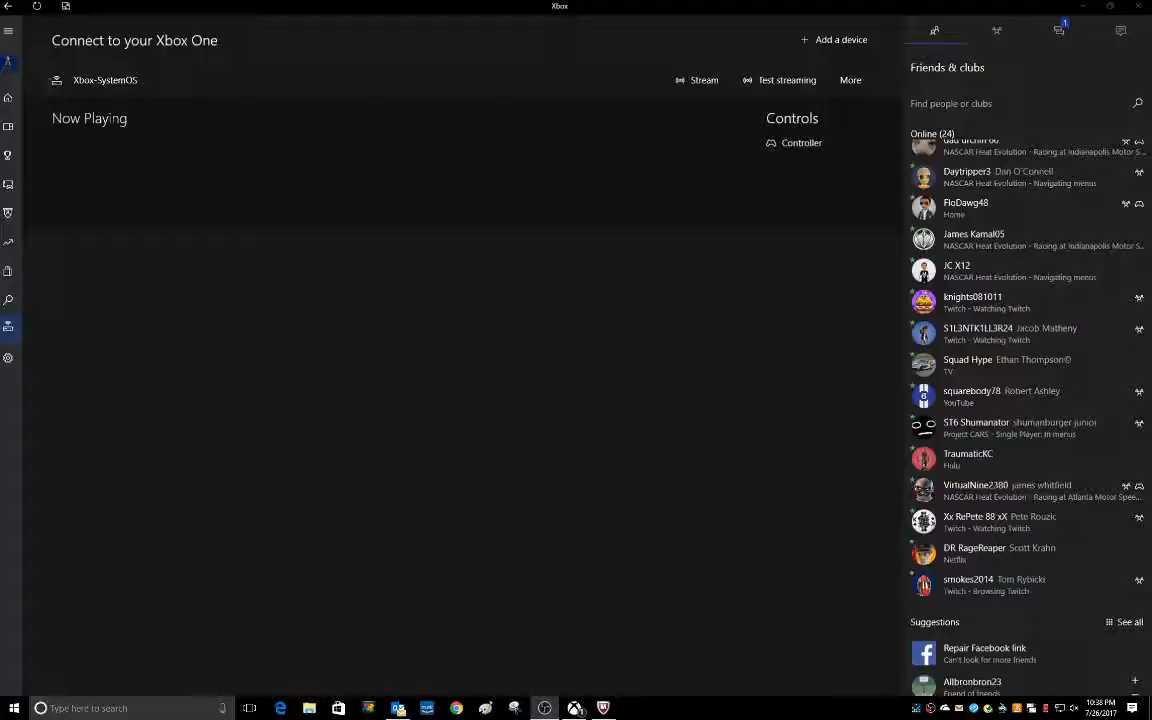 Xbox
Connect to your Xbox One
Add a device
Xbox-SystemOS
Stream
Test streaming
More
Now Playing
Controls
Controller
1
Friends & clubs
Find people or clubs
Online (24)
dad urchin 66
NASCAR Heat Evolution - Racing at Indianapolis Motor S...
Daytripper3 Dan O'Connell
NASCAR Heat Evolution - Navigating menus
FloDawg48
Home
James Kamal05
NASCAR Heat Evolution - Racing at Indianapolis Motor S...
JC X12
NASCAR Heat Evolution - Navigating menus
knights081011
Twitch - Watching Twitch
S1L3NTK1LL3R24 Jacob Matheny
Twitch - Watching Twitch
Squad Hype Ethan Thompson©
TV
squarebody78 Robert Ashley
YouTube
ST6 Shumanator shumanburger junior
Project CARS - Single Player: In menus
TraumaticKC
Hulu
VirtualNine2380 james whitfield
NASCAR Heat Evolution - Racing at Atlanta Motor Spee...
Xx RePete 88 xX Pete Rouzic
Twitch - Watching Twitch
DR RageReaper Scott Krahn
Netflix
smokes2014 Tom Rybicki
Twitch - Browsing Twitch
Suggestions
See all
Repair Facebook link
Can't look for more friends
Allbronbron23
Friend of friends
Type here to search
10:38 PM
7/26/2017